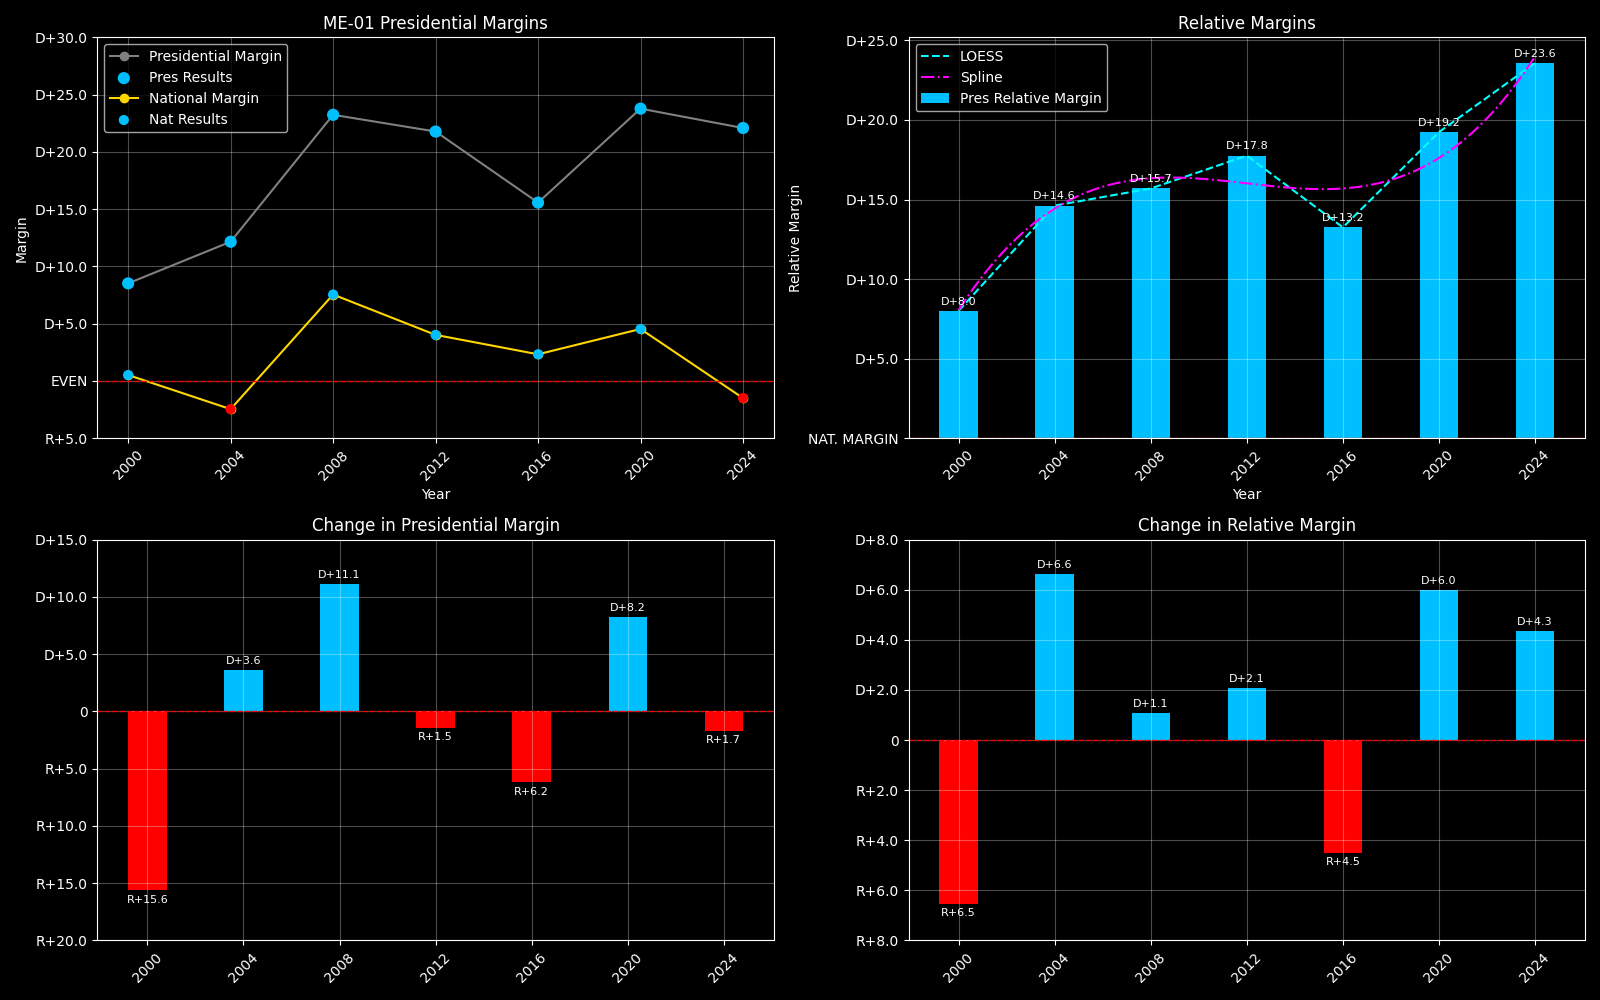 ME-01 Presidential Margins
D+30.0
D+25.0
D+20.0
D+15.0
D+10.0
D+5.0
EVEN
R+5.0
Margin
Presidential Margin
Pres Results
National Margin
Nat Results
2000
2004
2008
2012
2016
2020
2024
Year
Relative Margins
D+25.0
D+20.0
D+15.0
D+10.0
D+5.0
NAT. MARGIN
Relative Margin
LOESS
Spline
Pres Relative Margin
D+8.0
D+14.6
D+15.7
D+17.8
D+13.2
D+19.2
D+23.6
2000
2004
2008
2012
2016
2020
2024
Year
Change in Presidential Margin
D+15.0
D+10.0
D+5.0
0
R+5.0
R+10.0
R+15.0
R+20.0
R+15.6
D+3.6
D+11.1
R+1.5
R+6.2
D+8.2
R+1.7
2000
2004
2008
2012
2016
2020
2024
Change in Relative Margin
D+8.0
D+6.0
D+4.0
D+2.0
0
R+2.0
R+4.0
R+6.0
R+8.0
R+6.5
D+6.6
D+1.1
D+2.1
R+4.5
D+6.0
D+4.3
2000
2004
2008
2012
2016
2020
2024